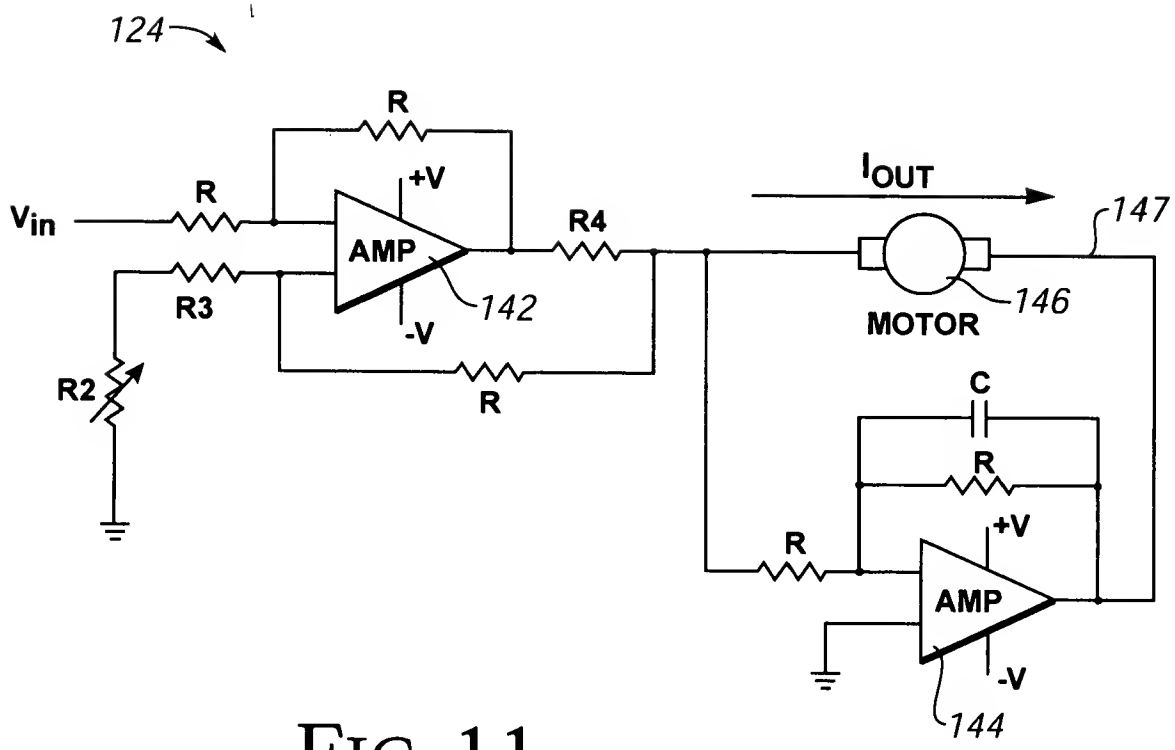 124
R
+V
R
Vin
AMP
R4
IOUT
147
R3
142
146
-V
MOTOR
R2
R
C
R
+V
R
AMP
-V
144
FIG. 11